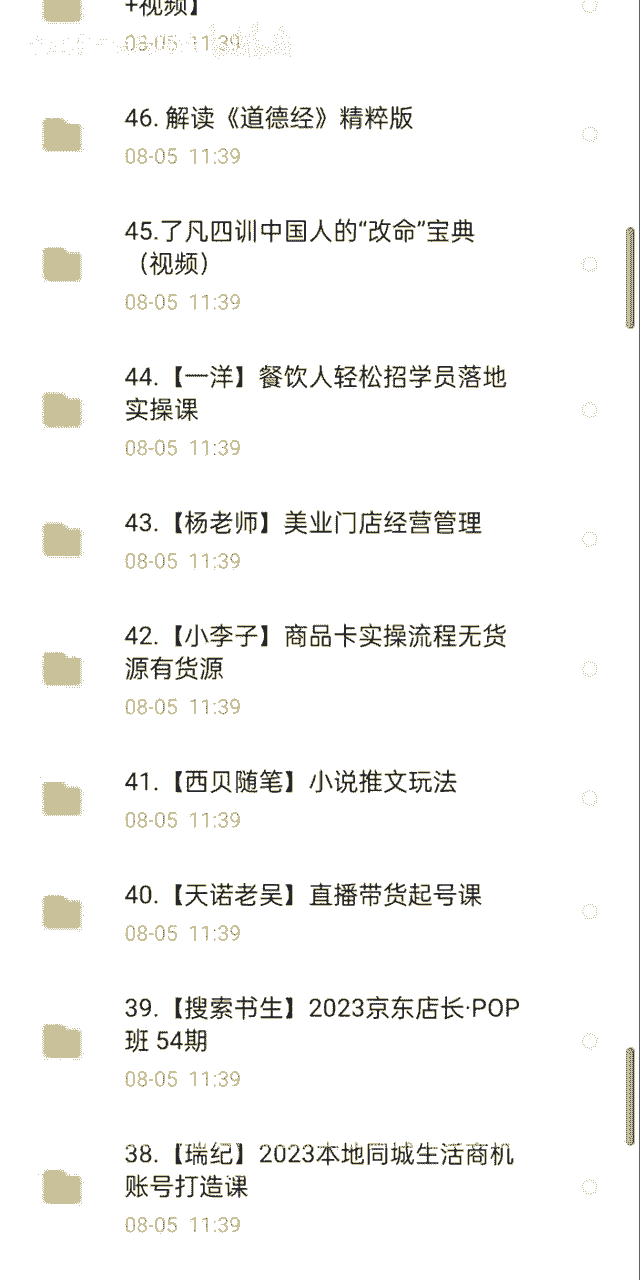 +视频】
08-05 11:39
46. 解读《道德经》精粹版
08-05 11:39
45.了凡四训中国人的“改命”宝典
（视频）
08-05 11:39
44.【一洋】餐饮人轻松招学员落地
实操课
08-05 11:39
43.【杨老师】美业门店经营管理
08-05 11:39
42.【小李子】商品卡实操流程无货
源有货源
08-05 11:39
41.【西贝随笔】小说推文玩法
08-05 11:39
40.【天诺老吴】直播带货起号课
08-05 11:39
39.【搜索书生】2023京东店长·POP
班 54期
08-05 11:39
38.【瑞纪】2023本地同城生活商机
账号打造课
08-05 11:39